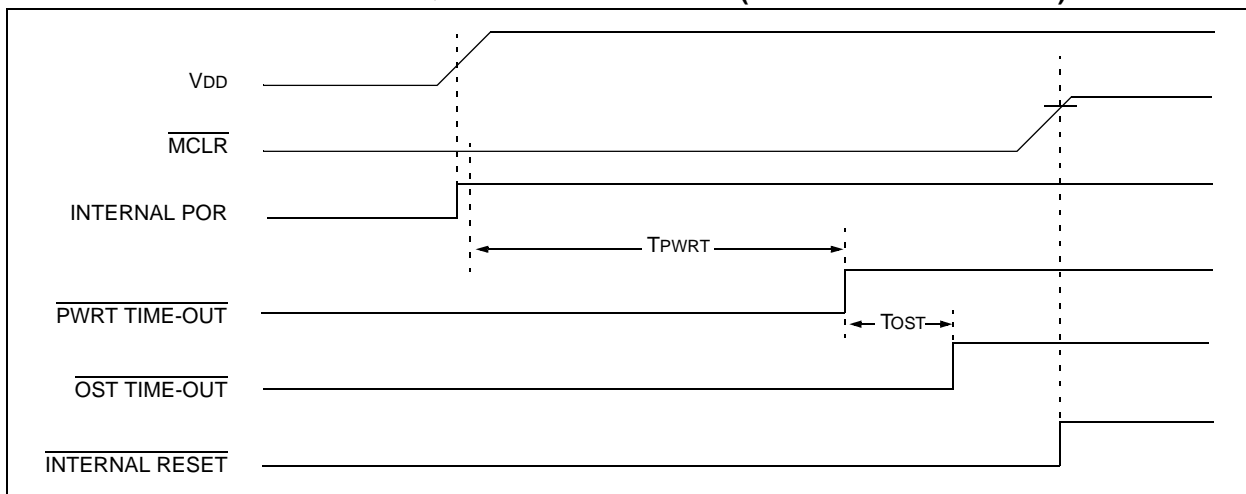 VDD
MCLR
INTERNAL POR
TPWRT
PWRT TIME-OUT
TOST
OST TIME-OUT
INTERNAL RESET